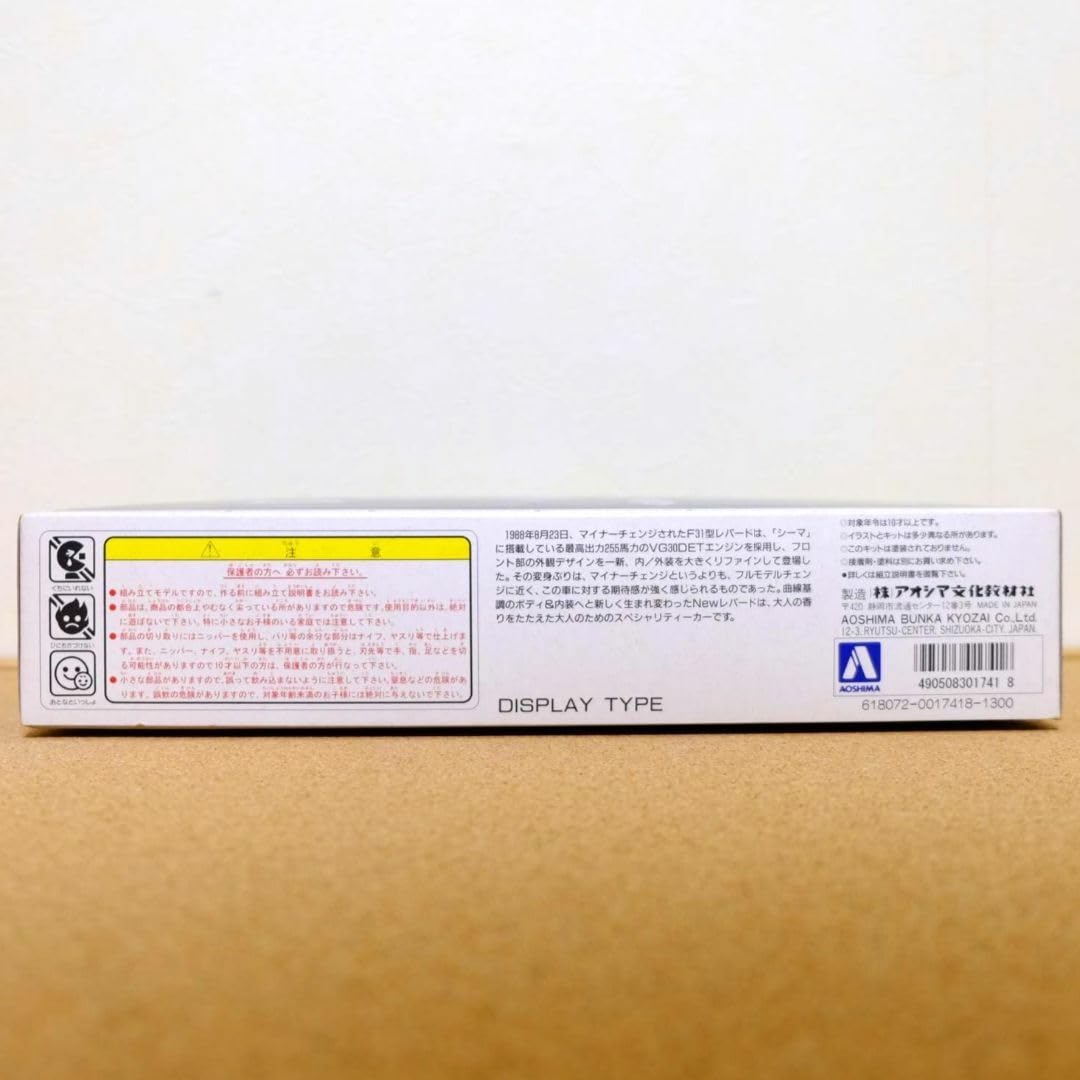 くちにいれない
ひにちかづけない
おとなといっしょ
注 意
保護者の方へ 必ずお読み下さい。
●組み立てモデルですので、作る前に組み立て説明書をお読み下さい。
●部品は、商品の都合上やむなく尖っている所がありますので危険です。使用目的以外は、絶対
に遊ばないで下さい。特に小さなお子様のいる家庭では注意して下さい。
●部品の切り取りにはニッパーを使用し、バリ等の余分な部分はナイフ、ヤスリ等で仕上げま
す。また、ニッパー、ナイフ、ヤスリ等を不用意に取り扱うと、刃先等で手、指、足などを切
る可能性がありますので10才以下の方は、保護者の方が行なって下さい。
●小さな部品がありますので、誤って飲み込まないように注意して下さい。窒息などの危険があ
ります。誤飲の危険がありますので、対象年齢未満のお子様には絶対に与えないで下さい。
1988年8月23日、マイナーチェンジされたF31型レパードは、「シーマ」
に搭載している最高出力255馬力のVG30DETエンジンを採用し、フロ
ント部の外観デザインを一新、内／外装を大きくリファインして登場し
た。その変身ぶりは、マイナーチェンジというよりも、フルモデルチェン
ジに近く、この車に対する期待感が強く感じられるものであった。曲線基
調のボディ&内装へと新しく生まれ変わったNewレパードは、大人の香
りをたたえた大人のためのスペシャリティーカーです。
DISPLAY TYPE
◎対象年令は10才以上です。
◎イラストとキットは多少異なる所があります。
◎このキットは塗装されておりません。
◎接着剤・塗料は別にお買い求め下さい。
●詳しくは組立説明書を御覧下さい。
製造 (株)アオシマ文化教材社
〒420 静岡市流通センター12番3号 MADE IN JAPAN
AOSHIMA BUNKA KYOZAI Co.,Ltd.
12-3, RYUTSU-CENTER, SHIZUOKA-CITY, JAPAN.
AOSHIMA
4905083017418
618072-0017418-1300